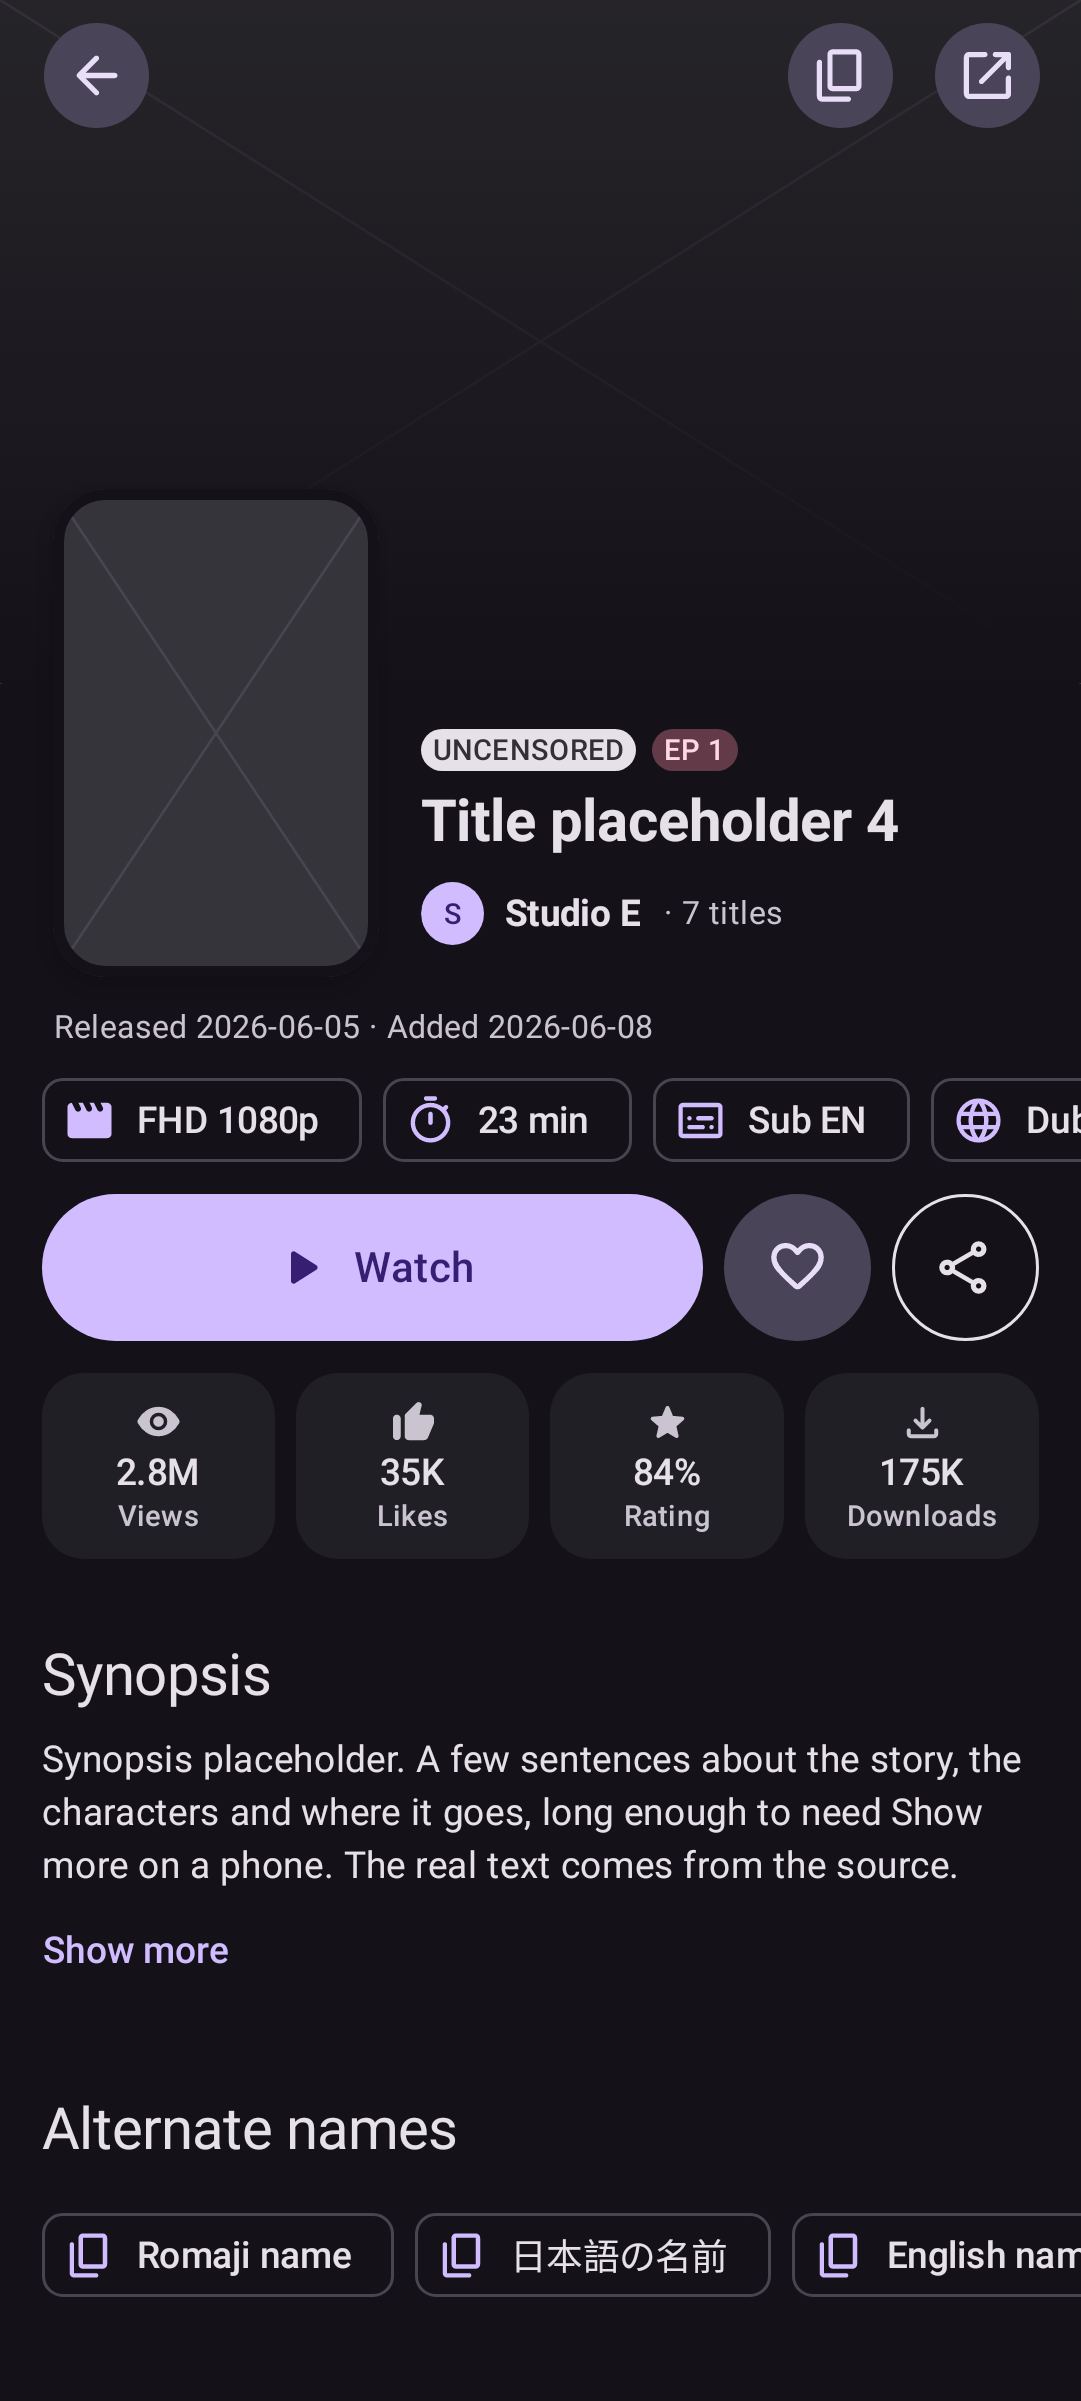 UNCENSORED EP 1
Title placeholder 4
S Studio E · 7 titles
Released 2026-06-05 · Added 2026-06-08
FHD 1080p 23 min Sub EN Dub
Watch
2.8M 35K 84% 175K
Views Likes Rating Downloads
Synopsis
Synopsis placeholder. A few sentences about the story, the
characters and where it goes, long enough to need Show
more on a phone. The real text comes from the source.
Show more
Alternate names
Romaji name 日本語の名前 English nam